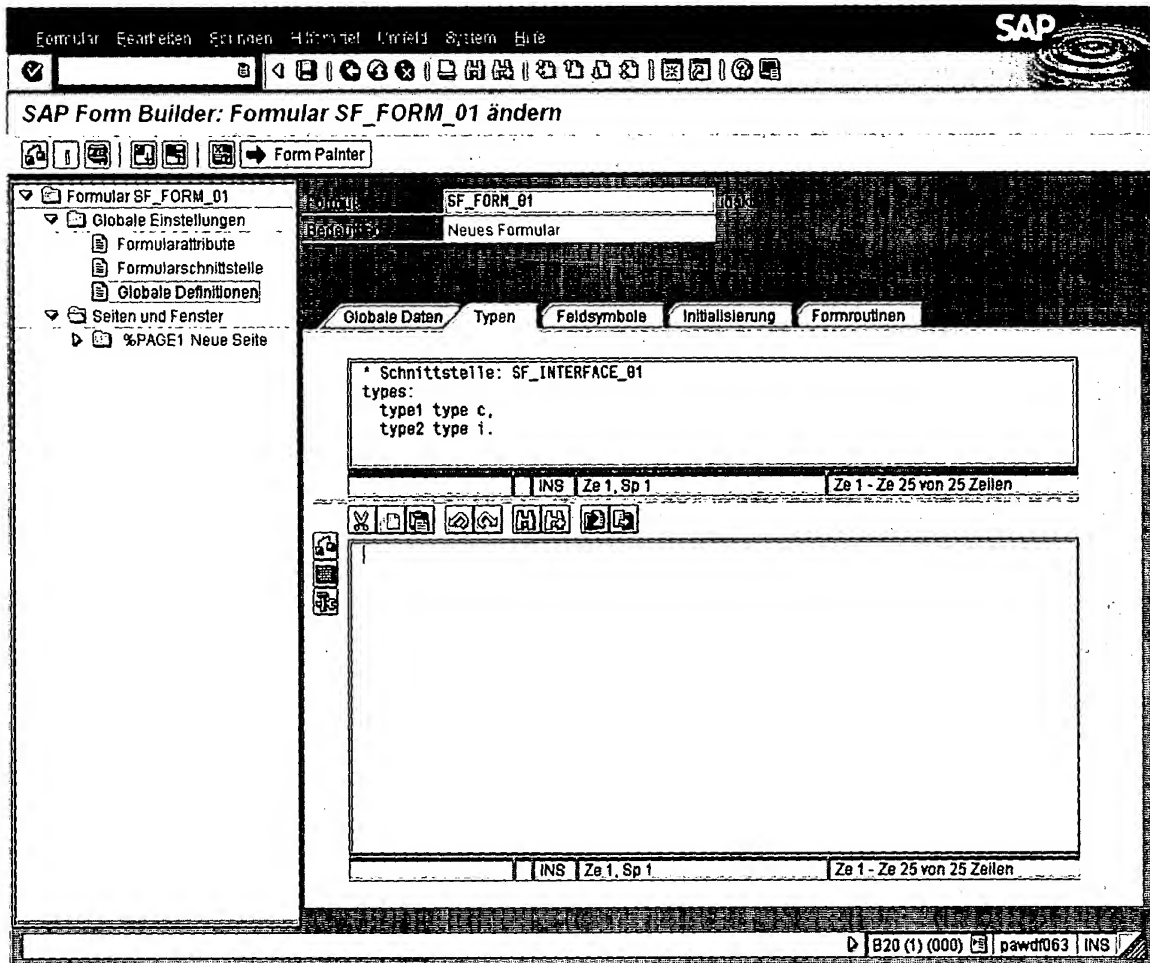 Formular Bearbeiten Springen Hilfsmittel Umfeld System Hilfe
SAP
SAP Form Builder: Formular SF_FORM_01 ändern
Form Painter
Formular SF_FORM_01
Globale Einstellungen
Formularattribute
Formularschnittstelle
Globale Definitionen
Seiten und Fenster
%PAGE1 Neue Seite
Formular SF_FORM_01
Bedeutung Neues Formular
Globale Daten Typen Feldsymbole Initialisierung Formroutinen
* Schnittstelle: SF_INTERFACE_01
types:
type1 type c,
type2 type i.
INS Ze 1, Sp 1 Ze 1 - Ze 25 von 25 Zeilen
INS Ze 1, Sp 1 Ze 1 - Ze 25 von 25 Zeilen
B20 (1) (000) pawdf063 INS